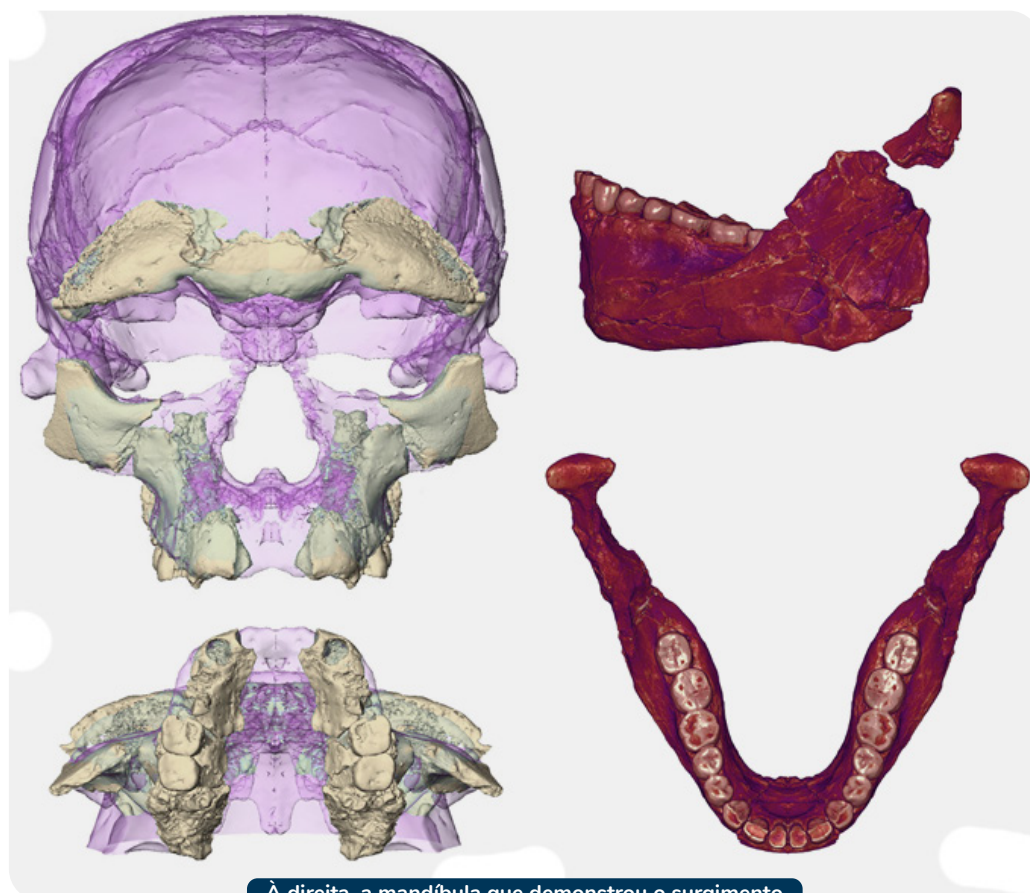 À direita, a mandíbula que demonstrou o surgimento